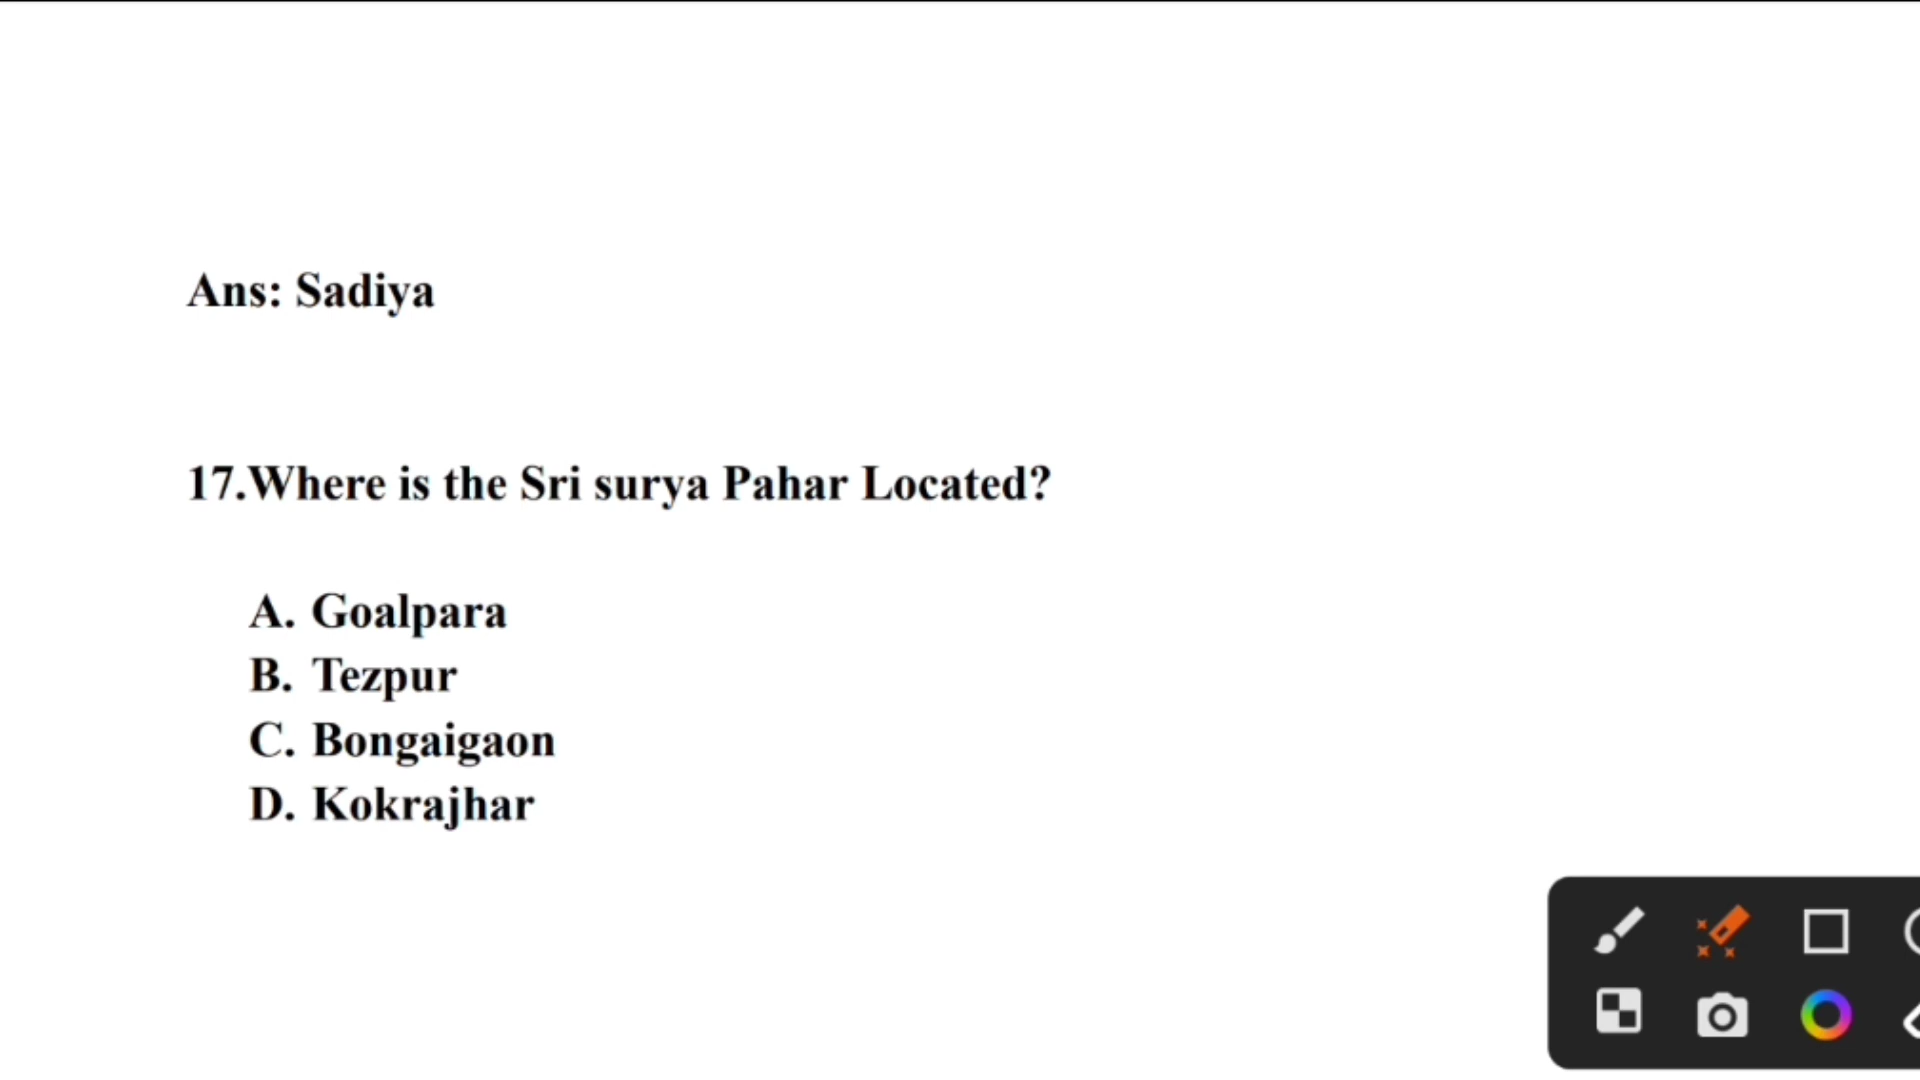 Ans: Sadiya
17.Where is the Sri surya Pahar Located?
A. Goalpara
B. Tezpur
C. Bongaigaon
D. Kokrajhar